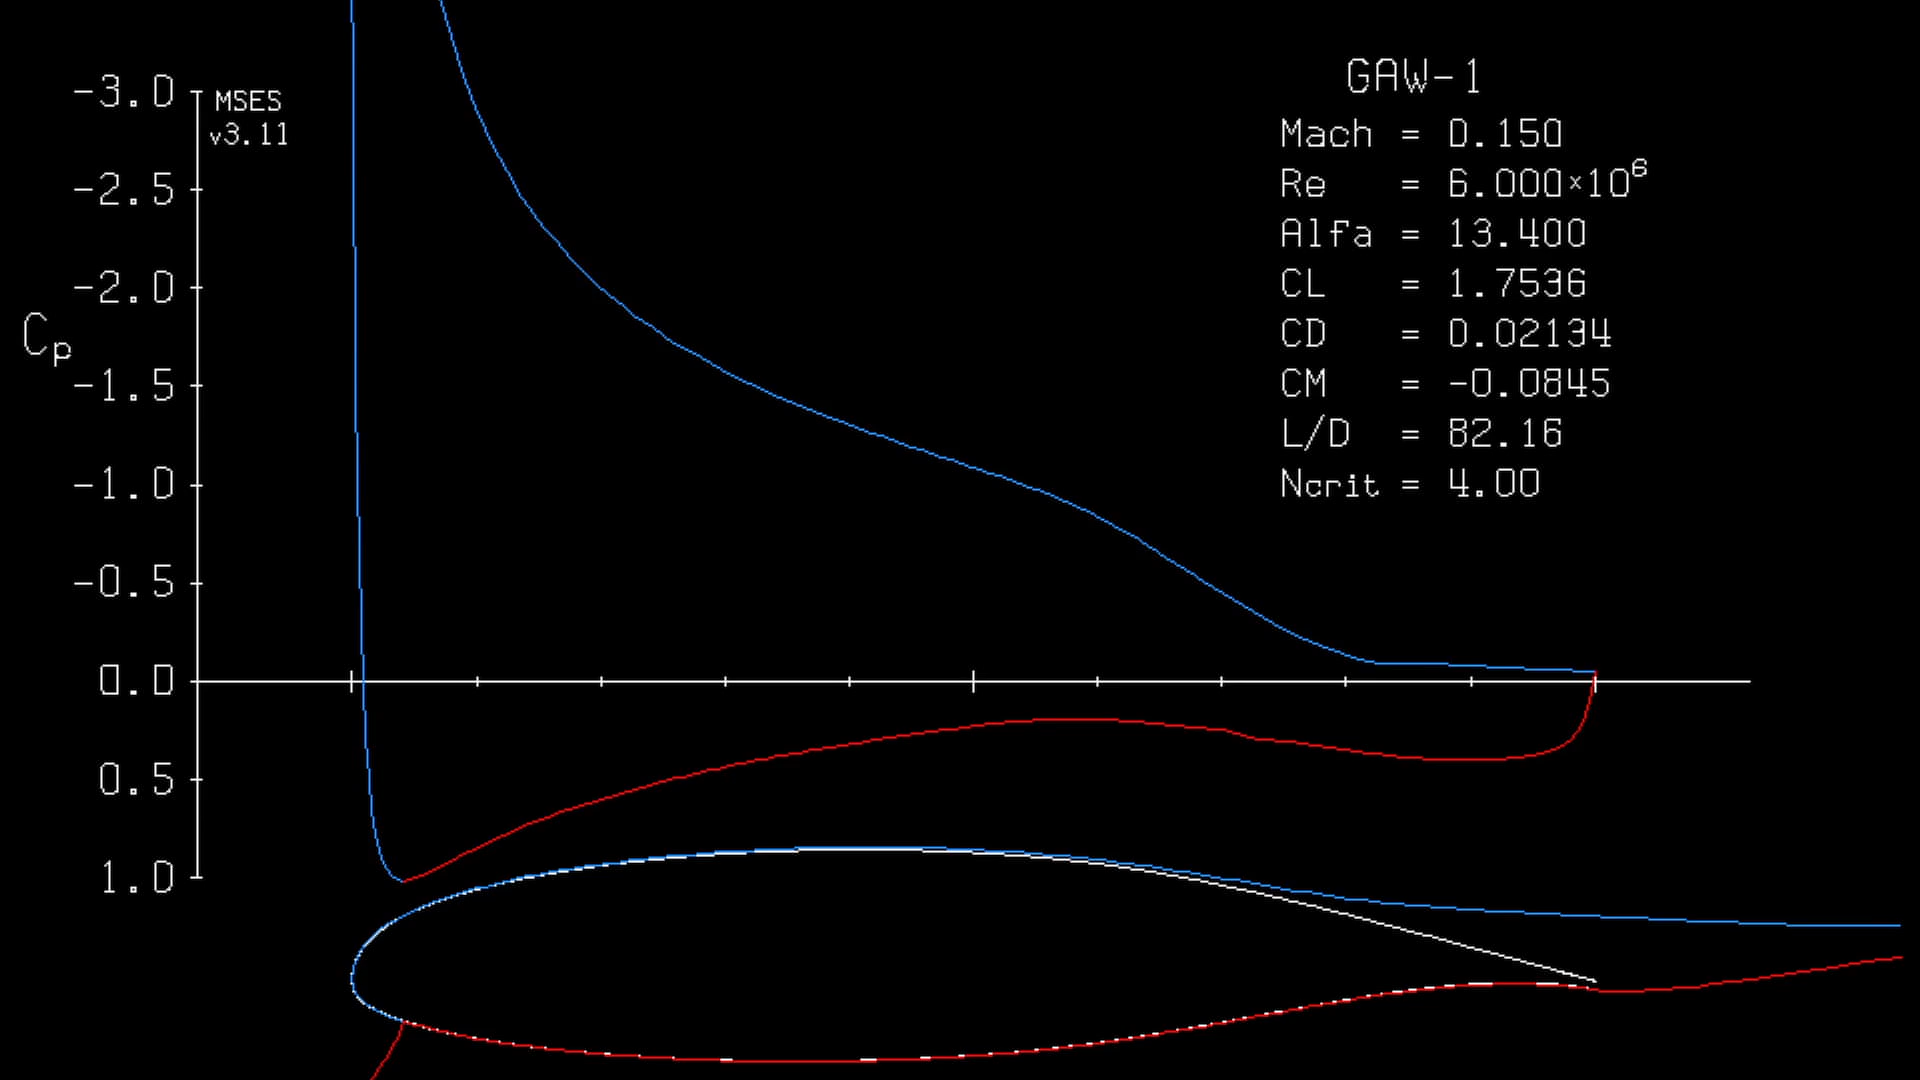 GAW-1
-3.0
MSES
v3.11
Mach = 0.150
-2.5
Re = 6.000×10⁶
Alfa = 13.400
-2.0
CL = 1.7536
Cp
CD = 0.02134
-1.5
CM = -0.0845
L/D = 82.16
-1.0
Ncrit = 4.00
-0.5
0.0
0.5
1.0